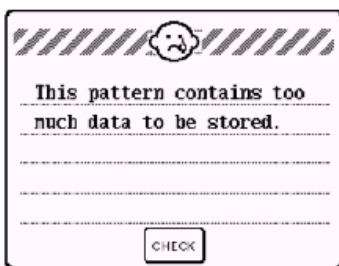 This pattern contains too
much data to be stored.
CHECK